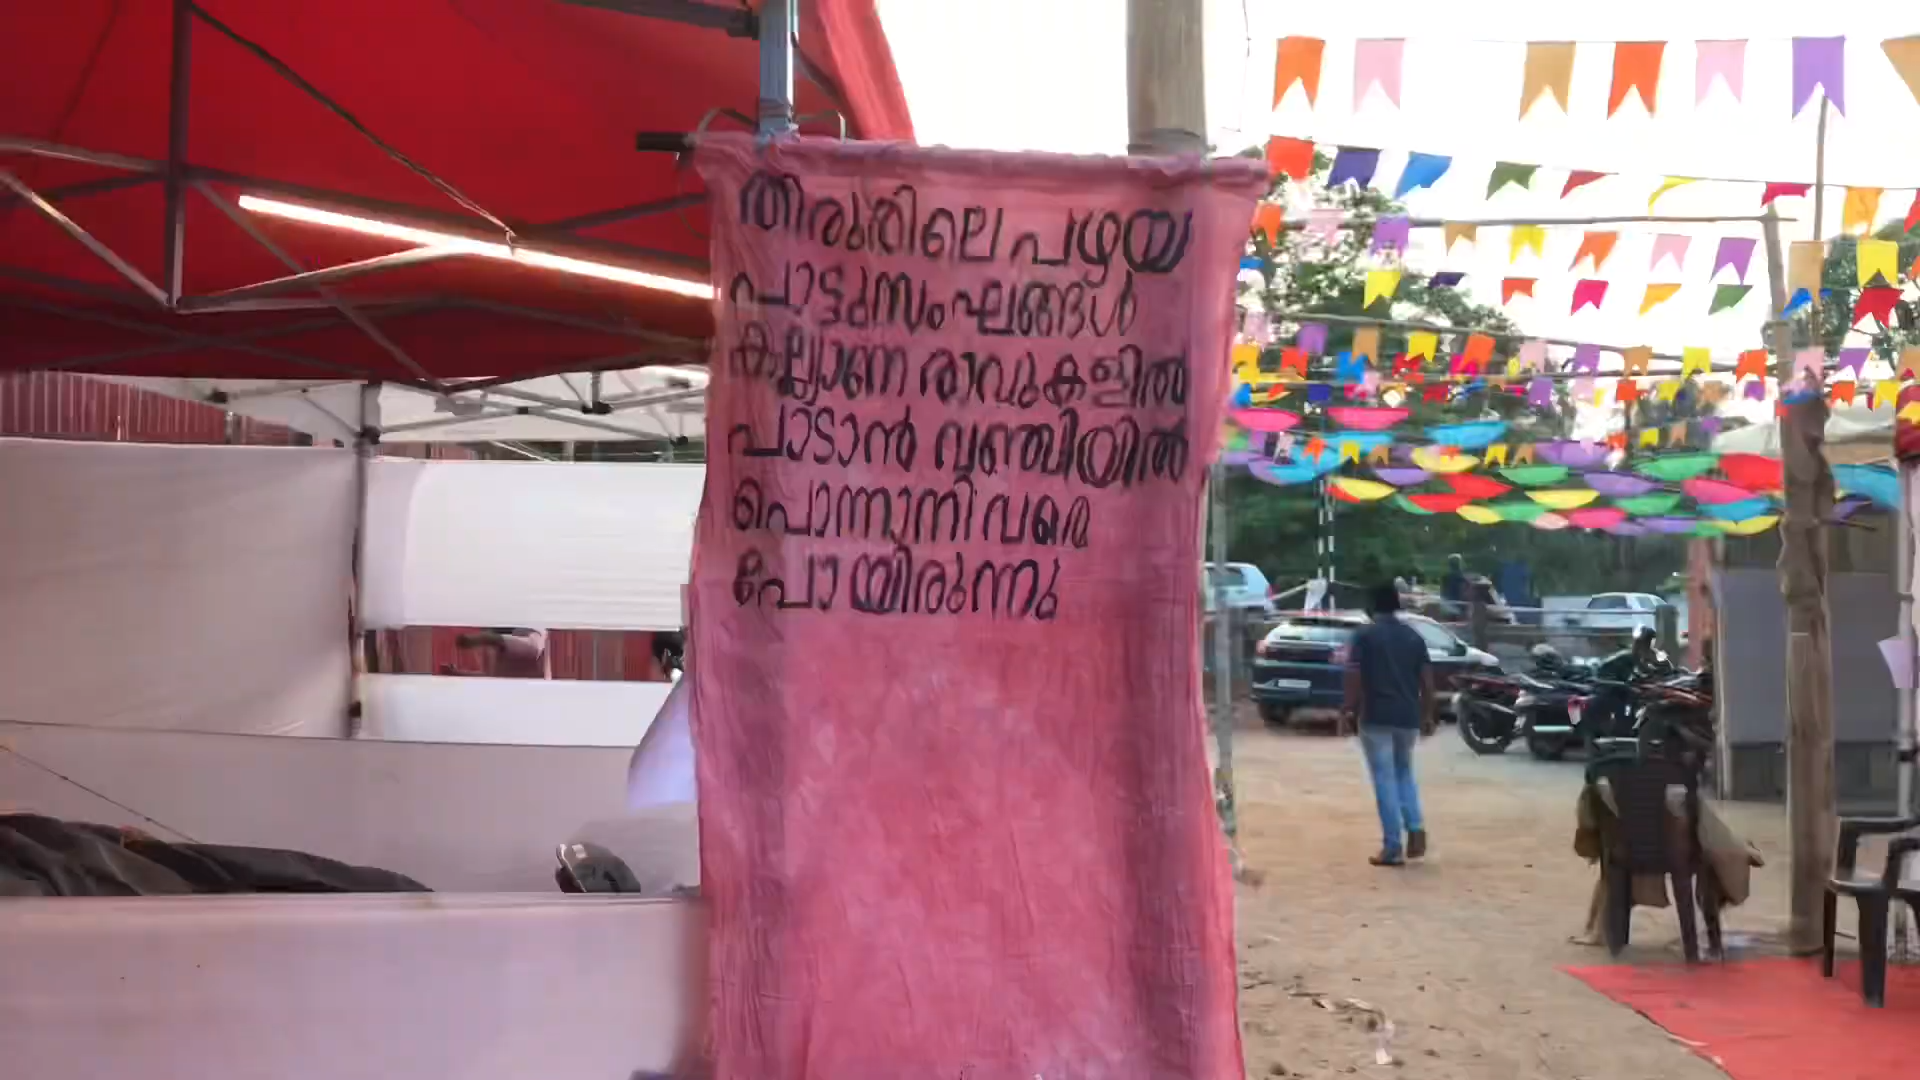 തിരുരിലെ പഴയ
പാട്ടുസംഘങ്ങൾ
കല്ല്യാണ രാവുകളിൽ
പാടാൻ വഞ്ചിയിൽ
പൊന്നാനി വരെ
പോയിരുന്നു